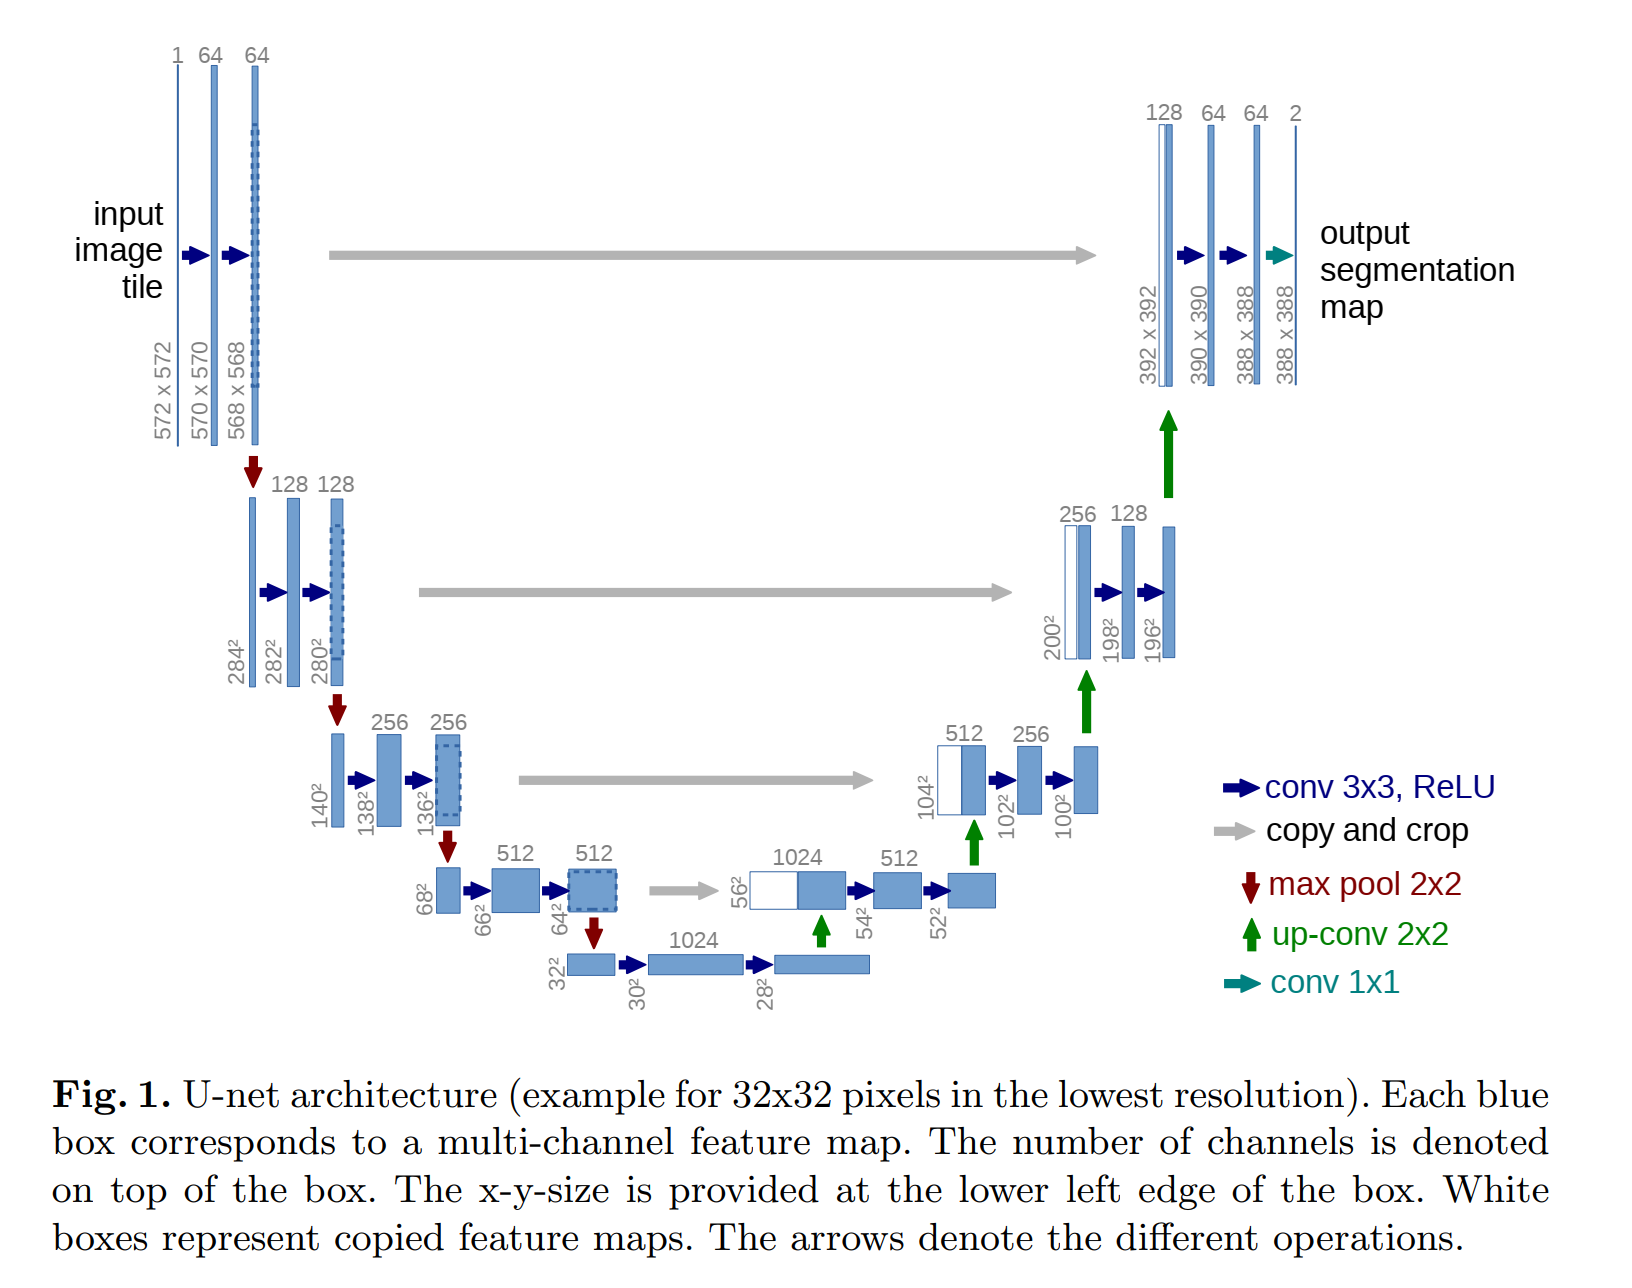 1 64 64
128 64 64 2
input
image
tile
output
segmentation
map
572 x 572
570 x 570
568 x 568
392 x 392
390 x 390
388 x 388
388 x 388
128 128
256 128
284²
282²
280²
200²
198²
196²
256 256
512 256
140²
138²
136²
104²
102²
100²
512 512
1024 512
68²
66²
64²
56²
54²
52²
1024
32²
30²
28²
conv 3x3, ReLU
copy and crop
max pool 2x2
up-conv 2x2
conv 1x1
Fig. 1. U-net architecture (example for 32x32 pixels in the lowest resolution). Each blue
box corresponds to a multi-channel feature map. The number of channels is denoted
on top of the box. The x-y-size is provided at the lower left edge of the box. White
boxes represent copied feature maps. The arrows denote the different operations.